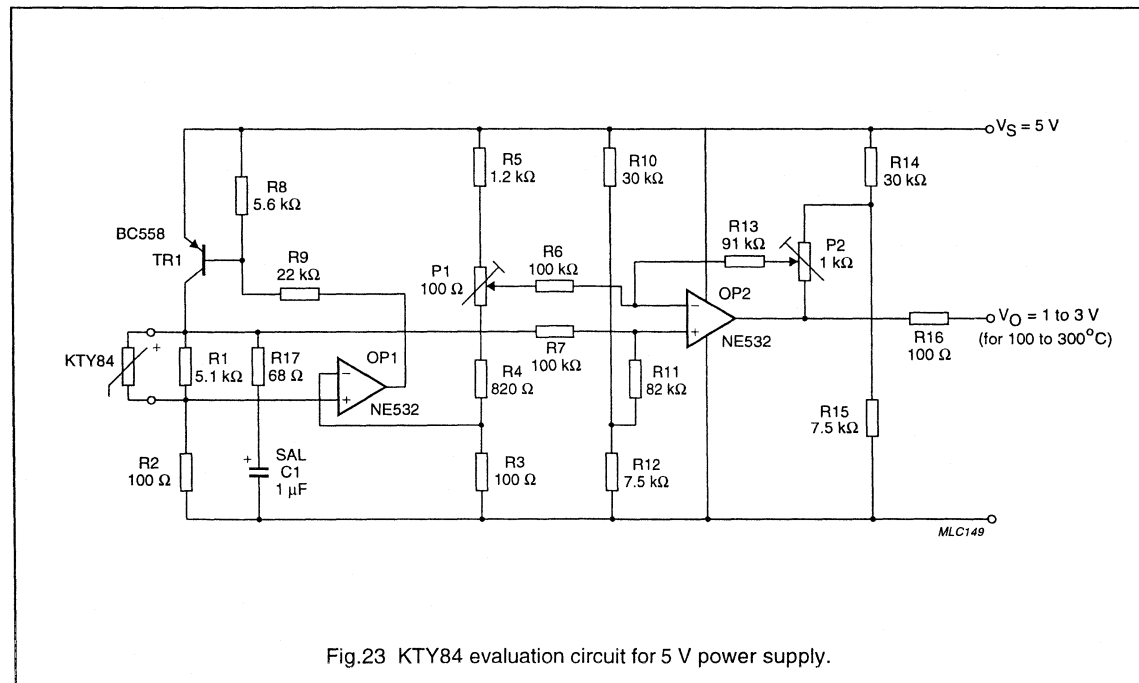 VS = 5 V
R5
1.2 kΩ
R10
30 kΩ
R14
30 kΩ
R8
5.6 kΩ
BC558
TR1
R9
22 kΩ
P1
100 Ω
R6
100 kΩ
R13
91 kΩ
P2
1 kΩ
OP2
NE532
VO = 1 to 3 V
(for 100 to 300°C)
R16
100 Ω
KTY84
+
R1
5.1 kΩ
R17
68 Ω
OP1
−
+
NE532
R7
100 kΩ
−
+
R4
820 Ω
R11
82 kΩ
R15
7.5 kΩ
R2
100 Ω
+
SAL
C1
1 µF
R3
100 Ω
R12
7.5 kΩ
MLC149
Fig.23 KTY84 evaluation circuit for 5 V power supply.